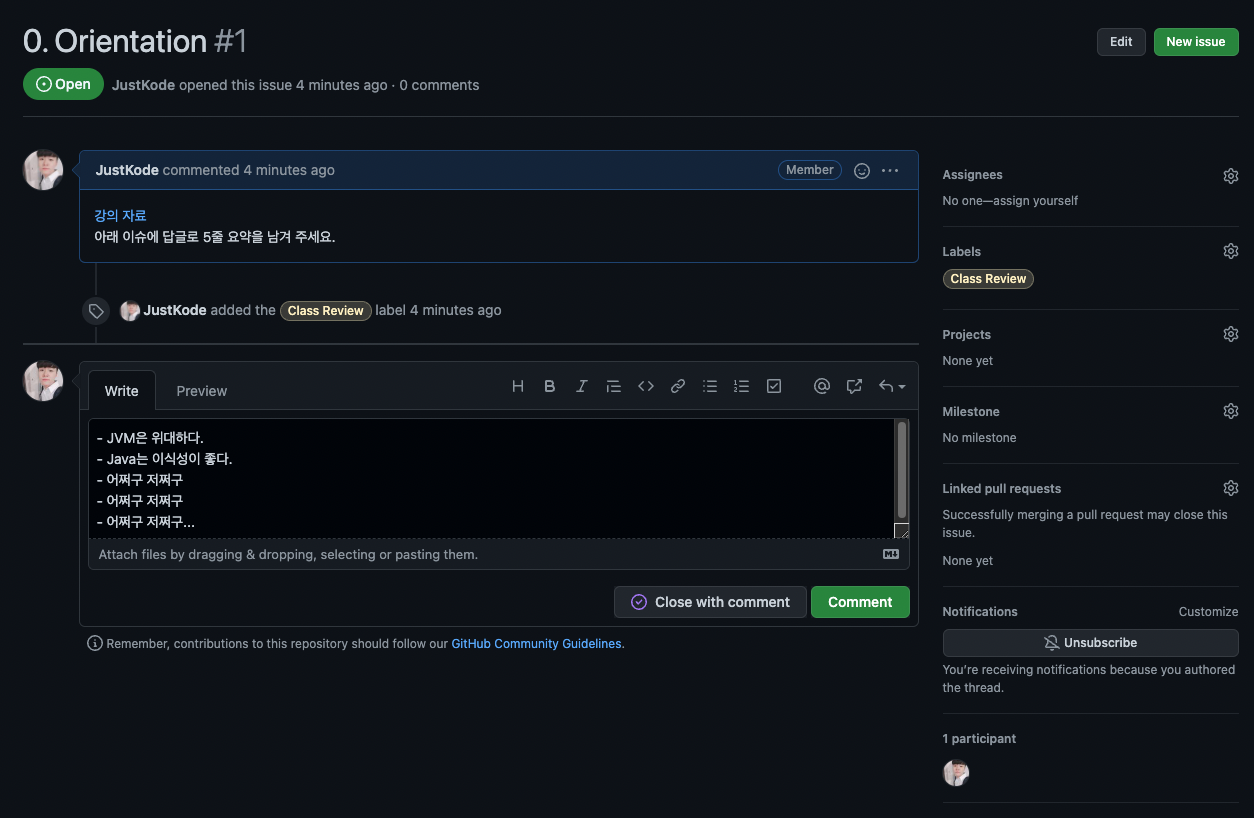 0. Orientation #1
Edit
New issue
Open
JustKode opened this issue 4 minutes ago · 0 comments
JustKode commented 4 minutes ago
Member
강의 자료
아래 이슈에 답글로 5줄 요약을 남겨 주세요.
JustKode added the Class Review label 4 minutes ago
Write
Preview
- JVM은 위대하다.
- Java는 이식성이 좋다.
- 어쩌구 저쩌구
- 어쩌구 저쩌구
- 어쩌구 저쩌구...
Attach files by dragging & dropping, selecting or pasting them.
Close with comment
Comment
Remember, contributions to this repository should follow our GitHub Community Guidelines.
Assignees
No one—assign yourself
Labels
Class Review
Projects
None yet
Milestone
No milestone
Linked pull requests
Successfully merging a pull request may close this
issue.
None yet
Notifications
Customize
Unsubscribe
You're receiving notifications because you authored
the thread.
1 participant